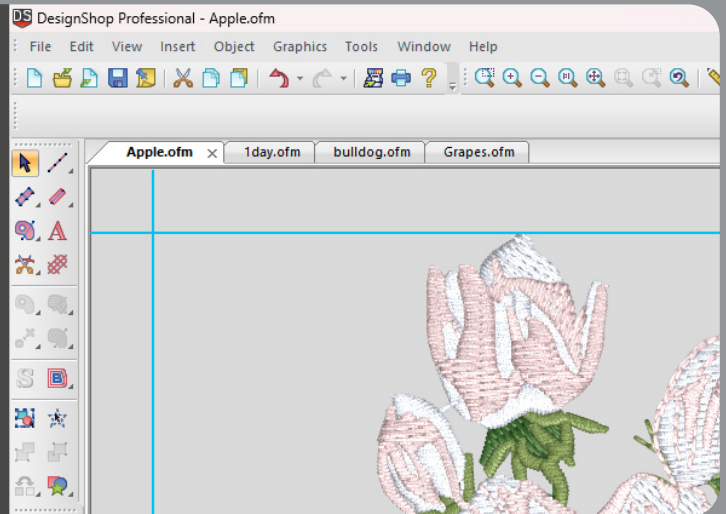 DS DesignShop Professional - Apple.ofm
File Edit View Insert Object Graphics Tools Window Help
Apple.ofm 1day.ofm bulldog.ofm Grapes.ofm